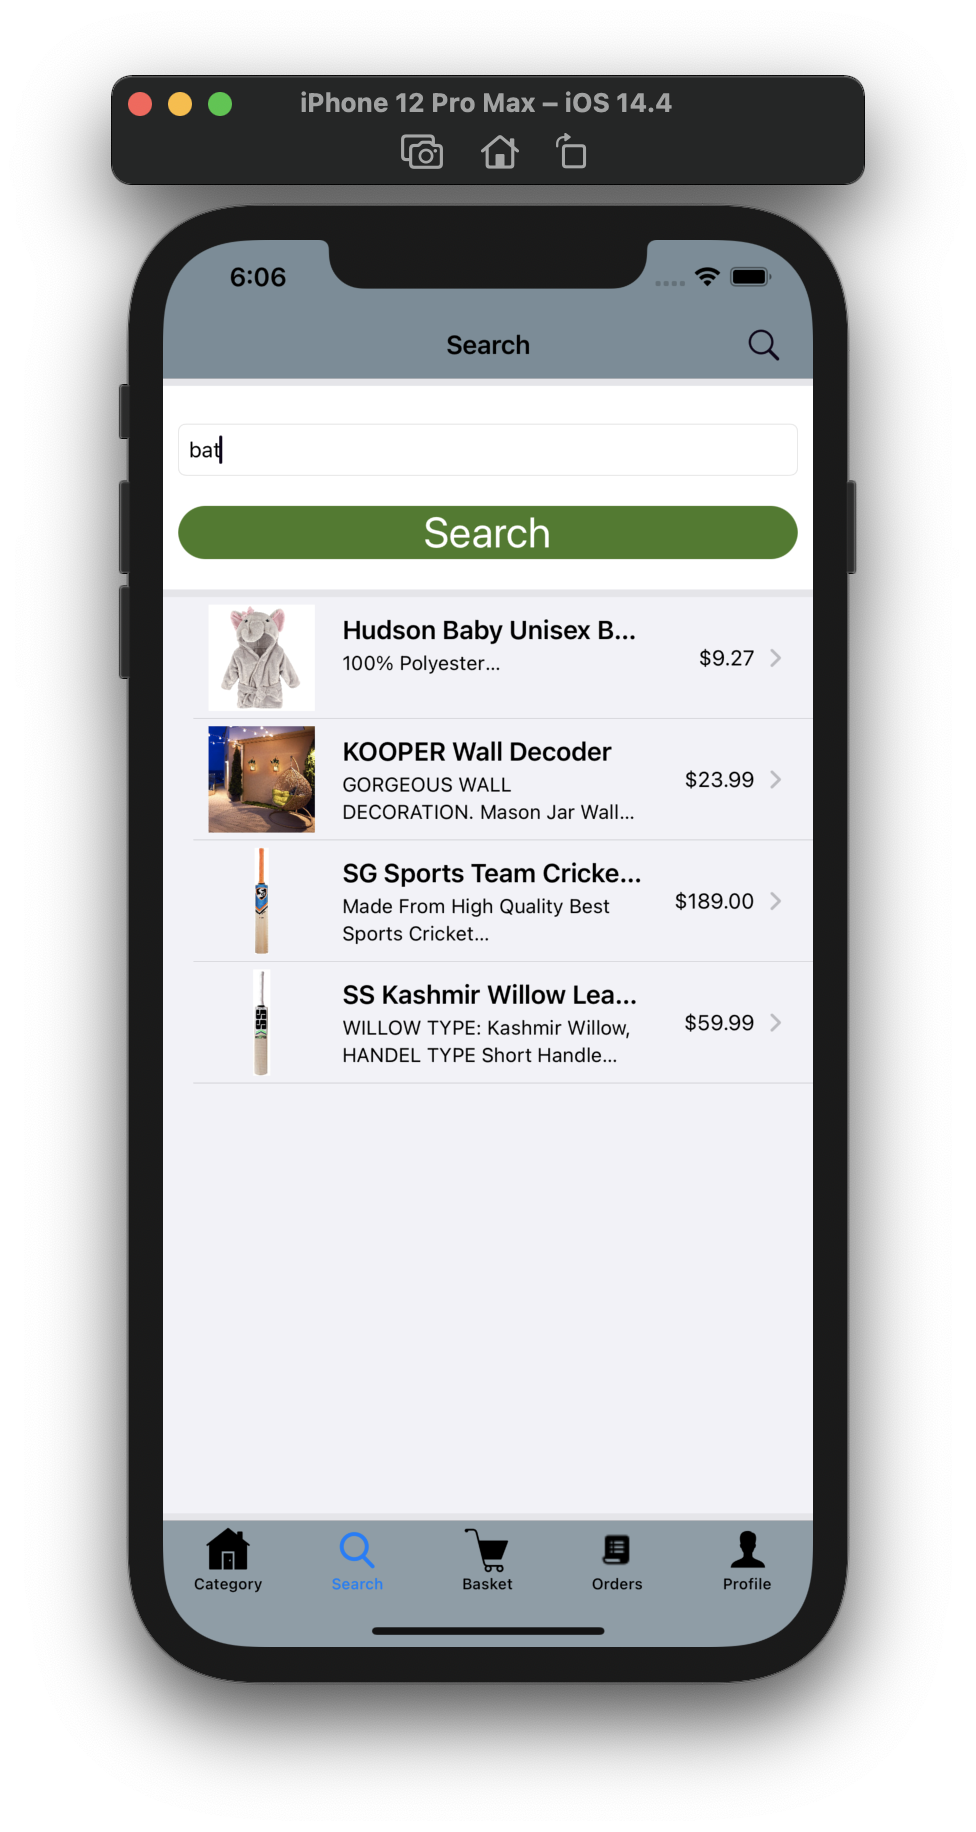 iPhone 12 Pro Max – iOS 14.4
6:06
Search
bat
Search
Hudson Baby Unisex B...
100% Polyester...
$9.27
KOOPER Wall Decoder
GORGEOUS WALL
DECORATION. Mason Jar Wall...
$23.99
SG Sports Team Cricke...
Made From High Quality Best
Sports Cricket...
$189.00
SS Kashmir Willow Lea...
WILLOW TYPE: Kashmir Willow,
HANDEL TYPE Short Handle...
$59.99
Category
Search
Basket
Orders
Profile